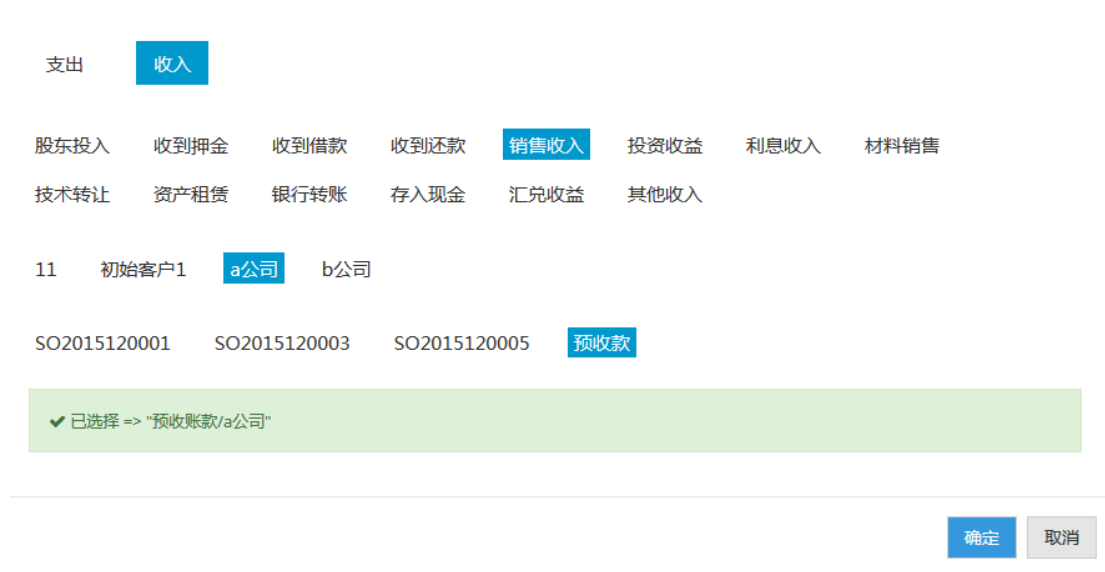 支出 收入
股东投入 收到押金 收到借款 收到还款 销售收入 投资收益 利息收入 材料销售
技术转让 资产租赁 银行转账 存入现金 汇兑收益 其他收入
11 初始客户1 a公司 b公司
SO2015120001 SO2015120003 SO2015120005 预收款
✔ 已选择 => "预收账款/a公司"
确定 取消